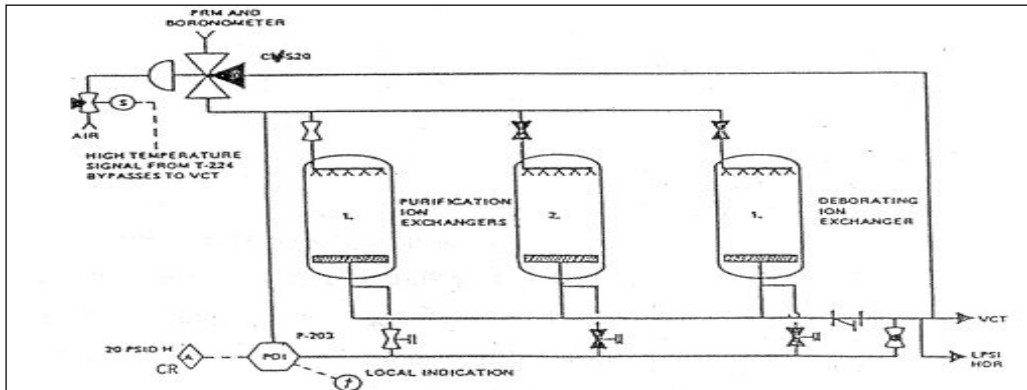 PRM AND
BORONOMETER
CVS20
S
AIR
HIGH TEMPERATURE
SIGNAL FROM T-224
BYPASSES TO VCT
1.
PURIFICATION
ION
EXCHANGERS
2.
1.
DEBORATING
ION
EXCHANGER
P-203
VCT
20 PSID H
A
CR
PDI
LPSI
HDR
LOCAL INDICATION